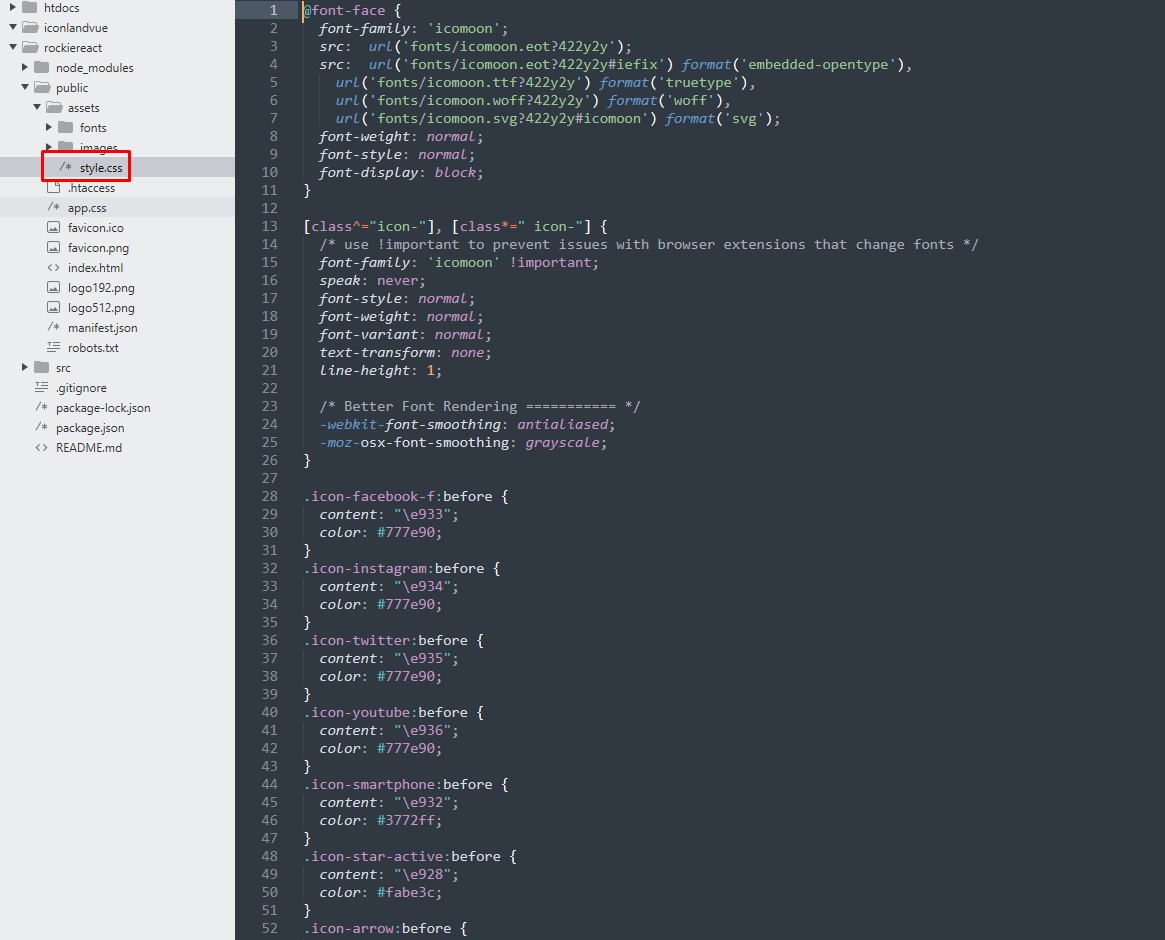 htdocs
iconlandvue
rockiereact
node_modules
public
assets
fonts
images
style.css
.htaccess
app.css
favicon.ico
favicon.png
index.html
logo192.png
logo512.png
manifest.json
robots.txt
src
.gitignore
package-lock.json
package.json
README.md
1 @font-face {
2 font-family: 'icomoon';
3 src:  url('fonts/icomoon.eot?422y2y');
4 src:  url('fonts/icomoon.eot?422y2y#iefix') format('embedded-opentype'),
5 url('fonts/icomoon.ttf?422y2y') format('truetype'),
6 url('fonts/icomoon.woff?422y2y') format('woff'),
7 url('fonts/icomoon.svg?422y2y#icomoon') format('svg');
8 font-weight: normal;
9 font-style: normal;
10 font-display: block;
11 }
12
13 [class^="icon-"], [class*=" icon-"] {
14 /* use !important to prevent issues with browser extensions that change fonts */
15 font-family: 'icomoon' !important;
16 speak: never;
17 font-style: normal;
18 font-weight: normal;
19 font-variant: normal;
20 text-transform: none;
21 line-height: 1;
22
23 /* Better Font Rendering =========== */
24 -webkit-font-smoothing: antialiased;
25 -moz-osx-font-smoothing: grayscale;
26 }
27
28 .icon-facebook-f:before {
29 content: "\e933";
30 color: #777e90;
31 }
32 .icon-instagram:before {
33 content: "\e934";
34 color: #777e90;
35 }
36 .icon-twitter:before {
37 content: "\e935";
38 color: #777e90;
39 }
40 .icon-youtube:before {
41 content: "\e936";
42 color: #777e90;
43 }
44 .icon-smartphone:before {
45 content: "\e932";
46 color: #3772ff;
47 }
48 .icon-star-active:before {
49 content: "\e928";
50 color: #fabe3c;
51 }
52 .icon-arrow:before {